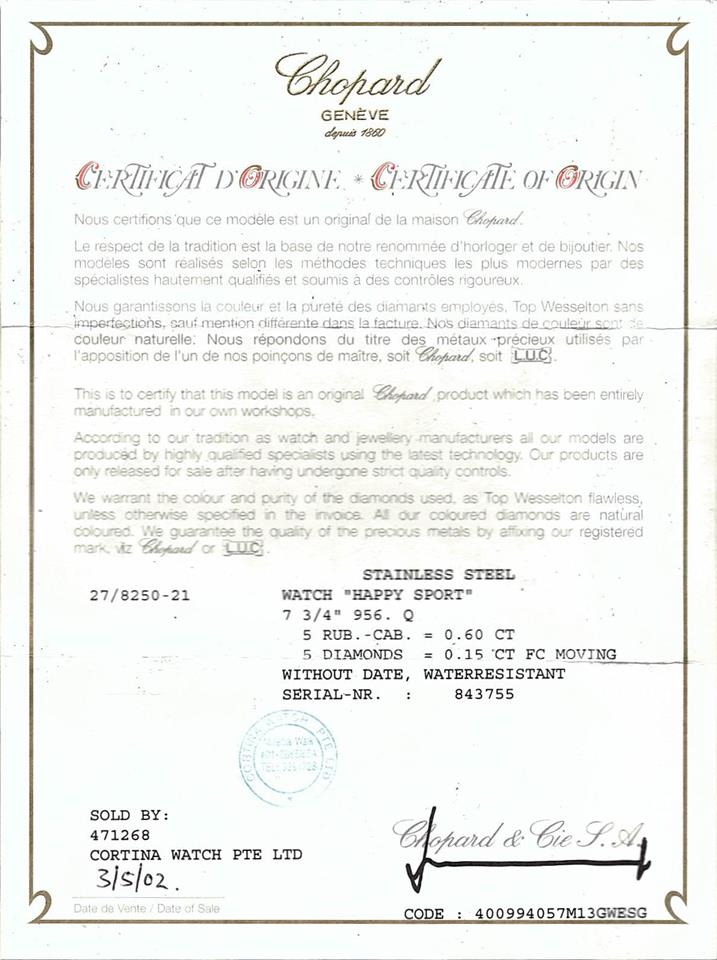 Chopard
GENÈVE
depuis 1860
CERTIFICAT D'ORIGINE * CERTIFICATE OF ORIGIN
Nous certifions que ce modèle est un original de la maison Chopard.
Le respect de la tradition est la base de notre renommée d'horloger et de bijoutier. Nos
modèles sont réalisés selon les méthodes techniques les plus modernes par des
spécialistes hautement qualifiés et soumis à des contrôles rigoureux.
Nous garantissons la couleur et la pureté des diamants employés, Top Wesselton sans
imperfections, sauf mention différente dans la facture. Nos diamants de couleur sont de
couleur naturelle. Nous répondons du titre des métaux précieux utilisés par
l'apposition de l'un de nos poinçons de maître, soit Chopard, soit L.U.C.
This is to certify that this model is an original Chopard product which has been entirely
manufactured in our own workshops.
According to our tradition as watch and jewellery manufacturers all our models are
produced by highly qualified specialists using the latest technology. Our products are
only released for sale after having undergone strict quality controls.
We warrant the colour and purity of the diamonds used, as Top Wesselton flawless,
unless otherwise specified in the invoice. All our coloured diamonds are natural
coloured. We guarantee the quality of the precious metals by affixing our registered
mark, viz Chopard or L.U.C.
STAINLESS STEEL
27/8250-21 WATCH "HAPPY SPORT"
7 3/4" 956. Q
5 RUB.-CAB. = 0.60 CT
5 DIAMONDS = 0.15 CT FC MOVING
WITHOUT DATE, WATERRESISTANT
SERIAL-NR. : 843755
CORTINA WATCH PTE LTD
SOLD BY:
471268
CORTINA WATCH PTE LTD
3/5/02.
Chopard & Cie S. A.
Date de Vente / Date of Sale
CODE : 400994057M13GWESG